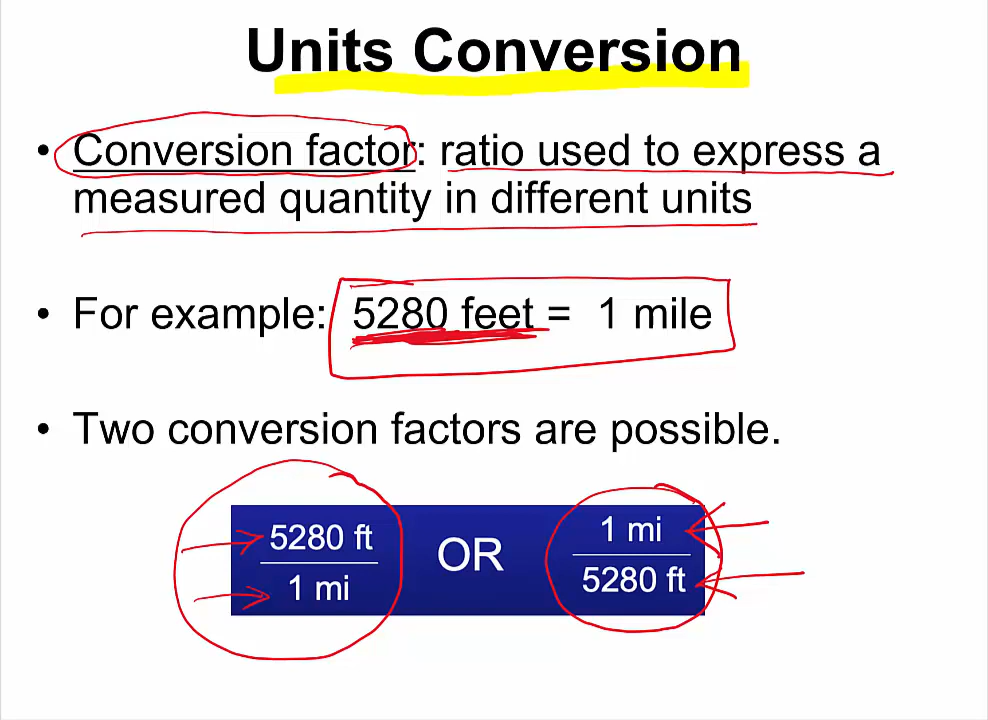 Units Conversion
• Conversion factor: ratio used to express a
measured quantity in different units
• For example: 5280 feet = 1 mile
• Two conversion factors are possible.
5280 ft
1 mi
OR
1 mi
5280 ft